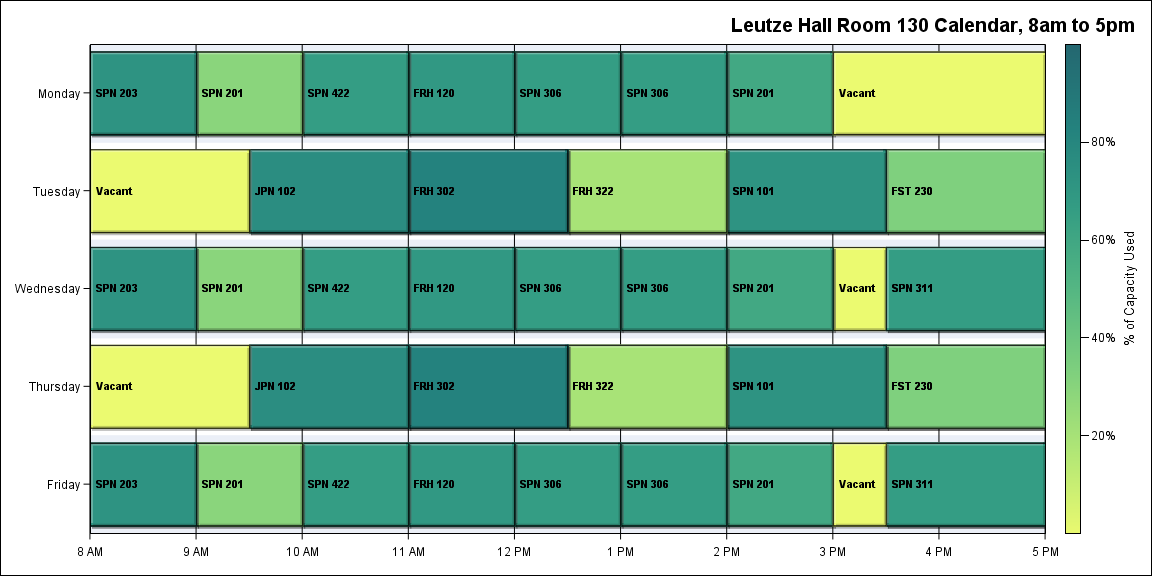 Leutze Hall Room 130 Calendar, 8am to 5pm
Monday
SPN 203
SPN 201
SPN 422
FRH 120
SPN 306
SPN 306
SPN 201
Vacant
Tuesday
Vacant
JPN 102
FRH 302
FRH 322
SPN 101
FST 230
Wednesday
SPN 203
SPN 201
SPN 422
FRH 120
SPN 306
SPN 306
SPN 201
Vacant
SPN 311
Thursday
Vacant
JPN 102
FRH 302
FRH 322
SPN 101
FST 230
Friday
SPN 203
SPN 201
SPN 422
FRH 120
SPN 306
SPN 306
SPN 201
Vacant
SPN 311
8 AM
9 AM
10 AM
11 AM
12 PM
1 PM
2 PM
3 PM
4 PM
5 PM
80%
60%
40%
20%
% of Capacity Used